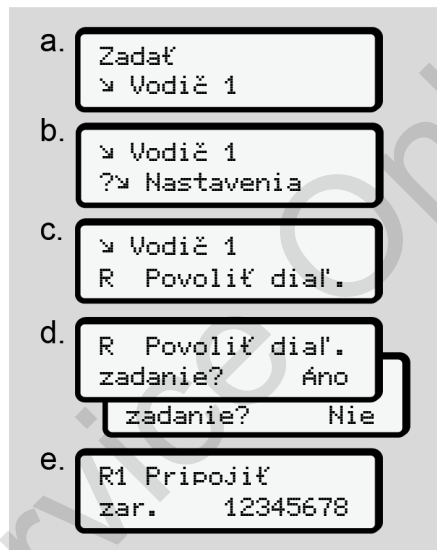 a.
Zadať
↘ Vodič 1
b.
↘ Vodič 1
?↘ Nastavenia
c.
↘ Vodič 1
R Povoliť diaľ.
d.
R Povoliť diaľ.
zadanie? Áno
zadanie? Nie
e.
R1 Pripojiť
zar. 12345678